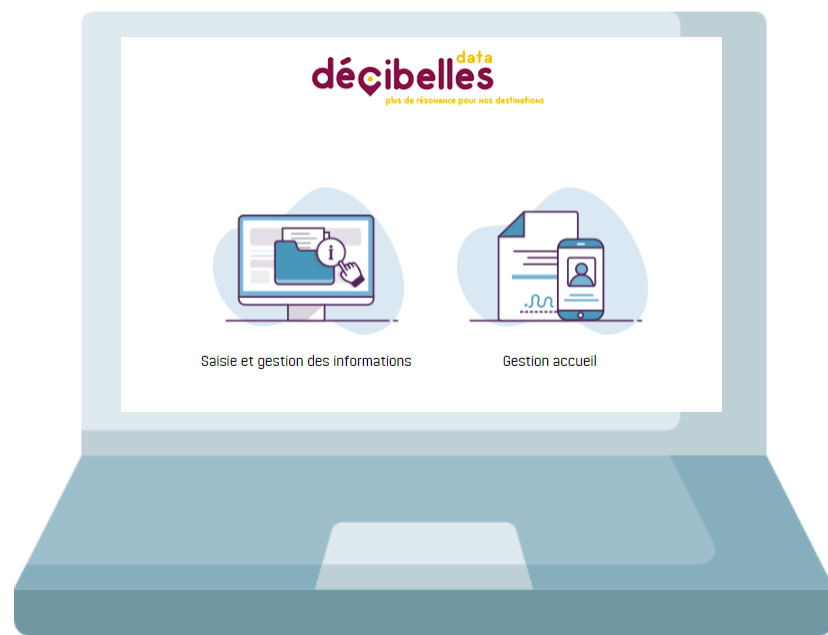 data
décibelles
plus de résonance pour nos destinations
i
Saisie et gestion des informations
Gestion accueil